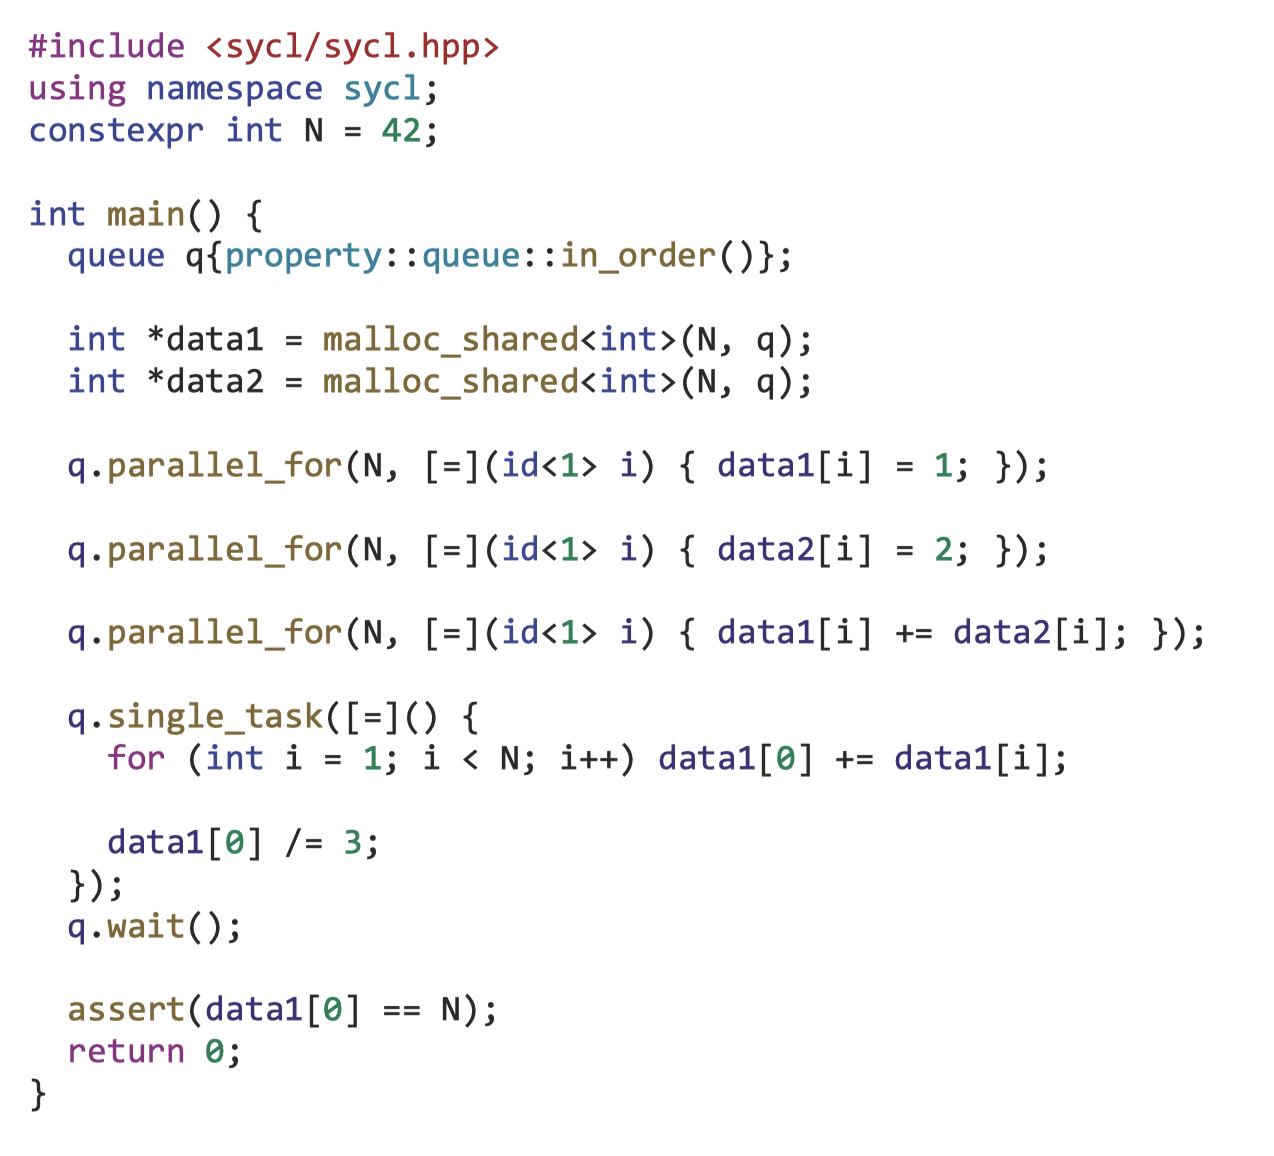 #include <sycl/sycl.hpp>
using namespace sycl;
constexpr int N = 42;

int main() {
  queue q{property::queue::in_order()};

  int *data1 = malloc_shared<int>(N, q);
  int *data2 = malloc_shared<int>(N, q);

  q.parallel_for(N, [=](id<1> i) { data1[i] = 1; });

  q.parallel_for(N, [=](id<1> i) { data2[i] = 2; });

  q.parallel_for(N, [=](id<1> i) { data1[i] += data2[i]; });

  q.single_task([=]() {
    for (int i = 1; i < N; i++) data1[0] += data1[i];

    data1[0] /= 3;
  });
  q.wait();

  assert(data1[0] == N);
  return 0;
}